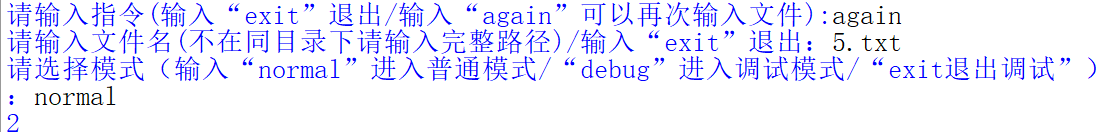 请输入指令(输入“exit”退出/输入“again”可以再次输入文件):again
请输入文件名(不在同目录下请输入完整路径)/输入“exit”退出：5.txt
请选择模式（输入“normal”进入普通模式/“debug”进入调试模式/“exit退出调试”）
：normal
2